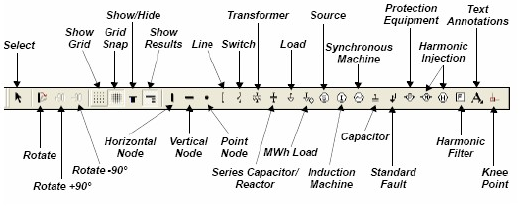 Select
Show
Grid
Grid
Snap
Show/Hide
Show
Results
Line
Switch
Transformer
Load
Source
Synchronous
Machine
Protection
Equipment
Harmonic
Injection
Text
Annotations
Rotate
Rotate +90°
Rotate -90°
Horizontal
Node
Vertical
Node
Point
Node
Series Capacitor/
Reactor
MWh Load
Induction
Machine
Capacitor
Standard
Fault
Harmonic
Filter
Knee
Point